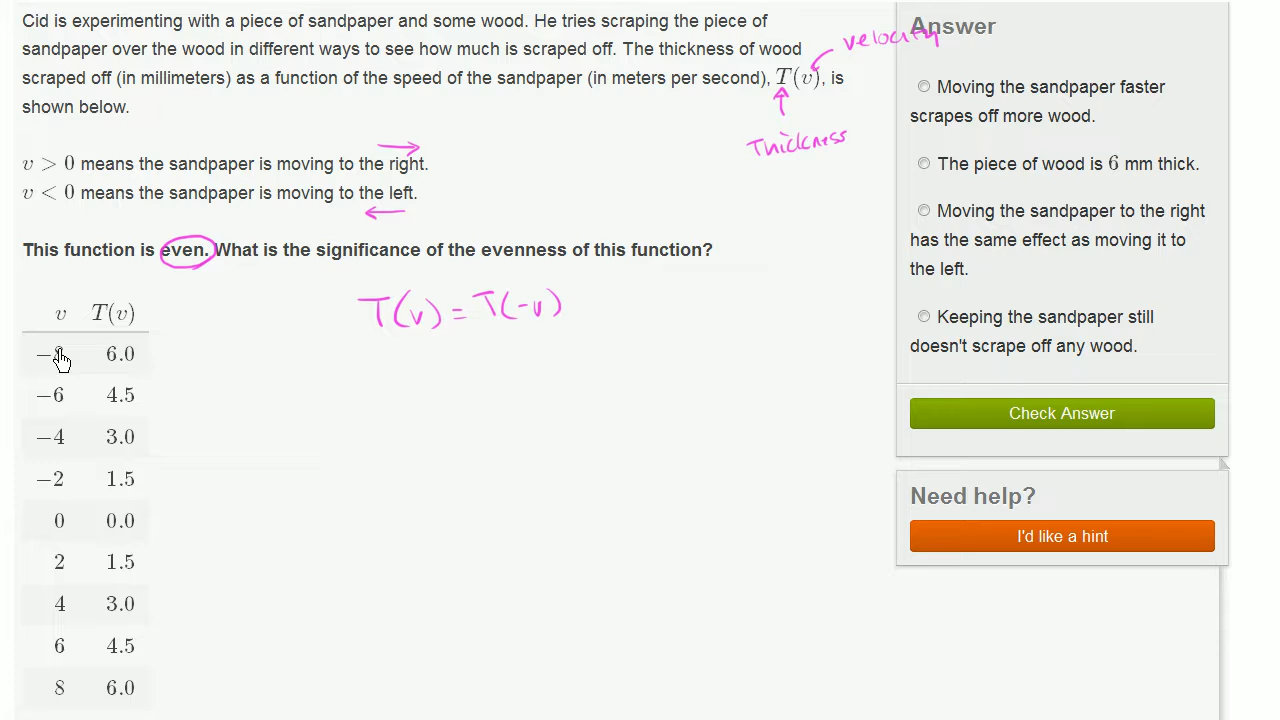 Cid is experimenting with a piece of sandpaper and some wood. He tries scraping the piece of
sandpaper over the wood in different ways to see how much is scraped off. The thickness of wood
scraped off (in millimeters) as a function of the speed of the sandpaper (in meters per second), T(v), is
shown below.
velocity
Thickness
v > 0 means the sandpaper is moving to the right.
v < 0 means the sandpaper is moving to the left.
This function is even. What is the significance of the evenness of this function?
T(v) = T(-v)
v T(v)
6.0
−6 4.5
−4 3.0
−2 1.5
0 0.0
2 1.5
4 3.0
6 4.5
8 6.0
Answer
Moving the sandpaper faster
scrapes off more wood.
The piece of wood is 6 mm thick.
Moving the sandpaper to the right
has the same effect as moving it to
the left.
Keeping the sandpaper still
doesn't scrape off any wood.
Check Answer
Need help?
I'd like a hint